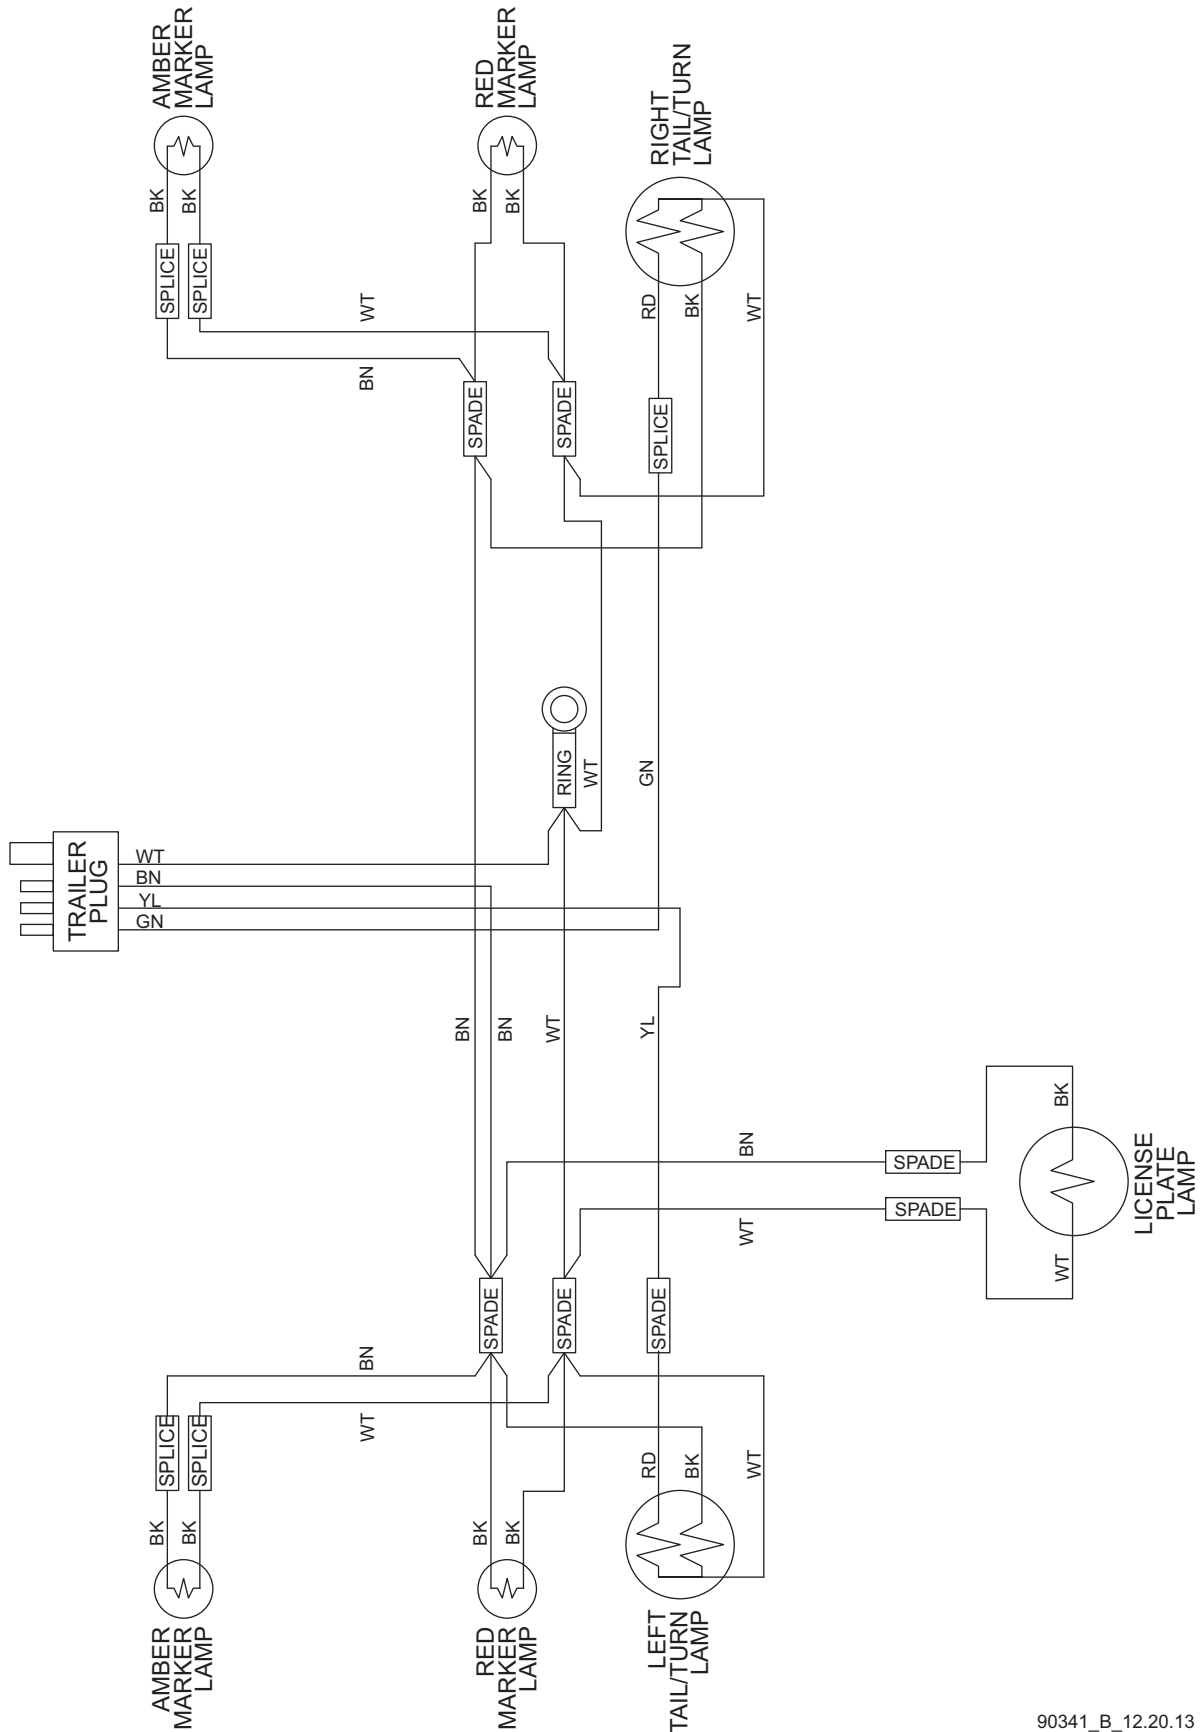 AMBER
MARKER
LAMP
RED
MARKER
LAMP
RIGHT
TAIL/TURN
LAMP
BK
BK
BK
BK
SPLICE
SPLICE
RD
BK
WT
WT
BN
SPADE
SPADE
SPLICE
RING
WT
GN
TRAILER
PLUG
WT
BN
YL
GN
BN
BN
WT
YL
BN
WT
SPADE
SPADE
BK
WT
LICENSE
PLATE
LAMP
SPADE
SPADE
SPADE
BN
WT
SPLICE
SPLICE
RD
BK
WT
BK
BK
BK
BK
AMBER
MARKER
LAMP
RED
MARKER
LAMP
LEFT
TAIL/TURN
LAMP
90341_B_12.20.13